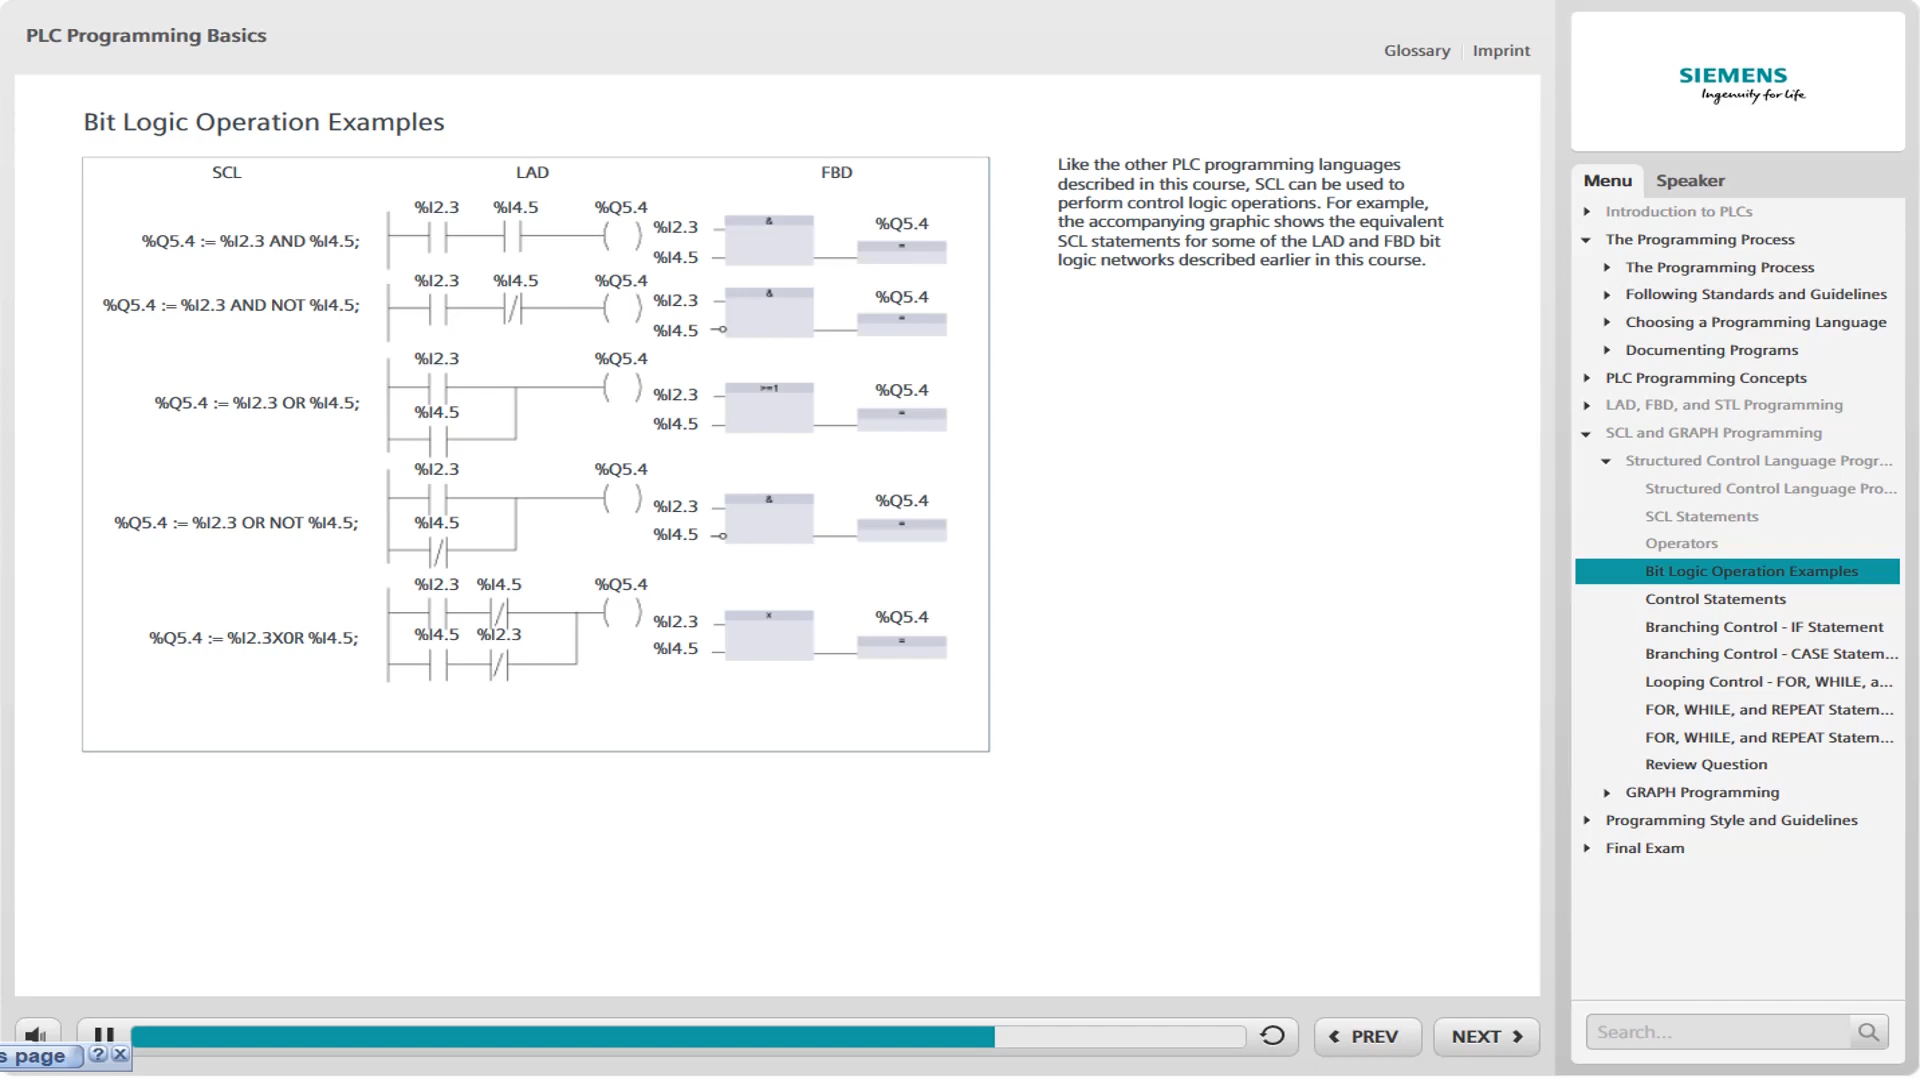 PLC Programming Basics
Glossary
Imprint
SIEMENS
Ingenuity for life
Bit Logic Operation Examples
SCL LAD FBD
%I2.3 %I4.5 %Q5.4
%Q5.4 := %I2.3 AND %I4.5;
%I2.3 & %Q5.4
%I4.5 =
%I2.3 %I4.5 %Q5.4
%Q5.4 := %I2.3 AND NOT %I4.5;
%I2.3 & %Q5.4
%I4.5 =
%I2.3 %Q5.4
%Q5.4 := %I2.3 OR %I4.5;
%I4.5
%I2.3 >=1 %Q5.4
%I4.5 =
%I2.3 %Q5.4
%Q5.4 := %I2.3 OR NOT %I4.5;
%I4.5
%I2.3 & %Q5.4
%I4.5 =
%I2.3 %I4.5 %Q5.4
%Q5.4 := %I2.3X0R %I4.5;
%I4.5 %I2.3
%I2.3 x %Q5.4
%I4.5 =
Like the other PLC programming languages
described in this course, SCL can be used to
perform control logic operations. For example,
the accompanying graphic shows the equivalent
SCL statements for some of the LAD and FBD bit
logic networks described earlier in this course.
Menu Speaker
Introduction to PLCs
The Programming Process
The Programming Process
Following Standards and Guidelines
Choosing a Programming Language
Documenting Programs
PLC Programming Concepts
LAD, FBD, and STL Programming
SCL and GRAPH Programming
Structured Control Language Progr...
Structured Control Language Pro...
SCL Statements
Operators
Bit Logic Operation Examples
Control Statements
Branching Control - IF Statement
Branching Control - CASE Statem...
Looping Control - FOR, WHILE, a...
FOR, WHILE, and REPEAT Statem...
FOR, WHILE, and REPEAT Statem...
Review Question
GRAPH Programming
Programming Style and Guidelines
Final Exam
PREV
NEXT
Search...
s page ? X